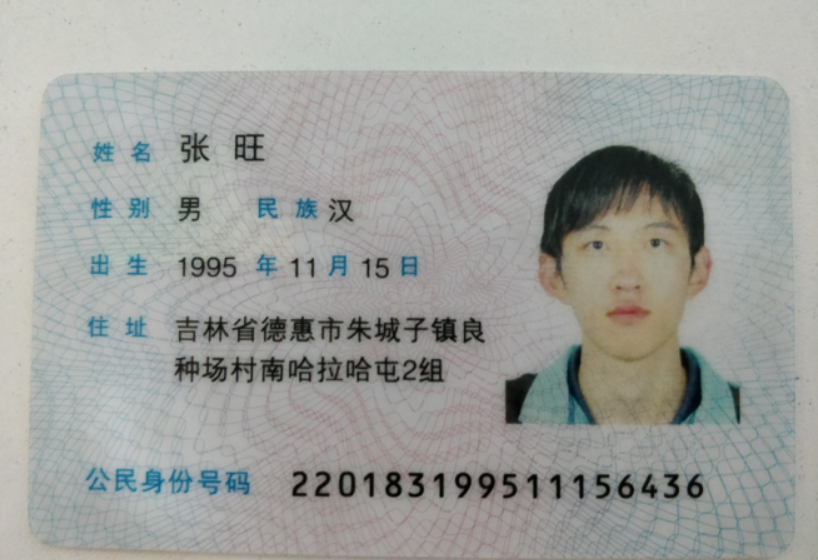 姓名 张旺
性别 男 民族 汉
出生 1995 年 11 月 15 日
住址 吉林省德惠市朱城子镇良
种场村南哈拉哈屯2组
公民身份号码 220183199511156436